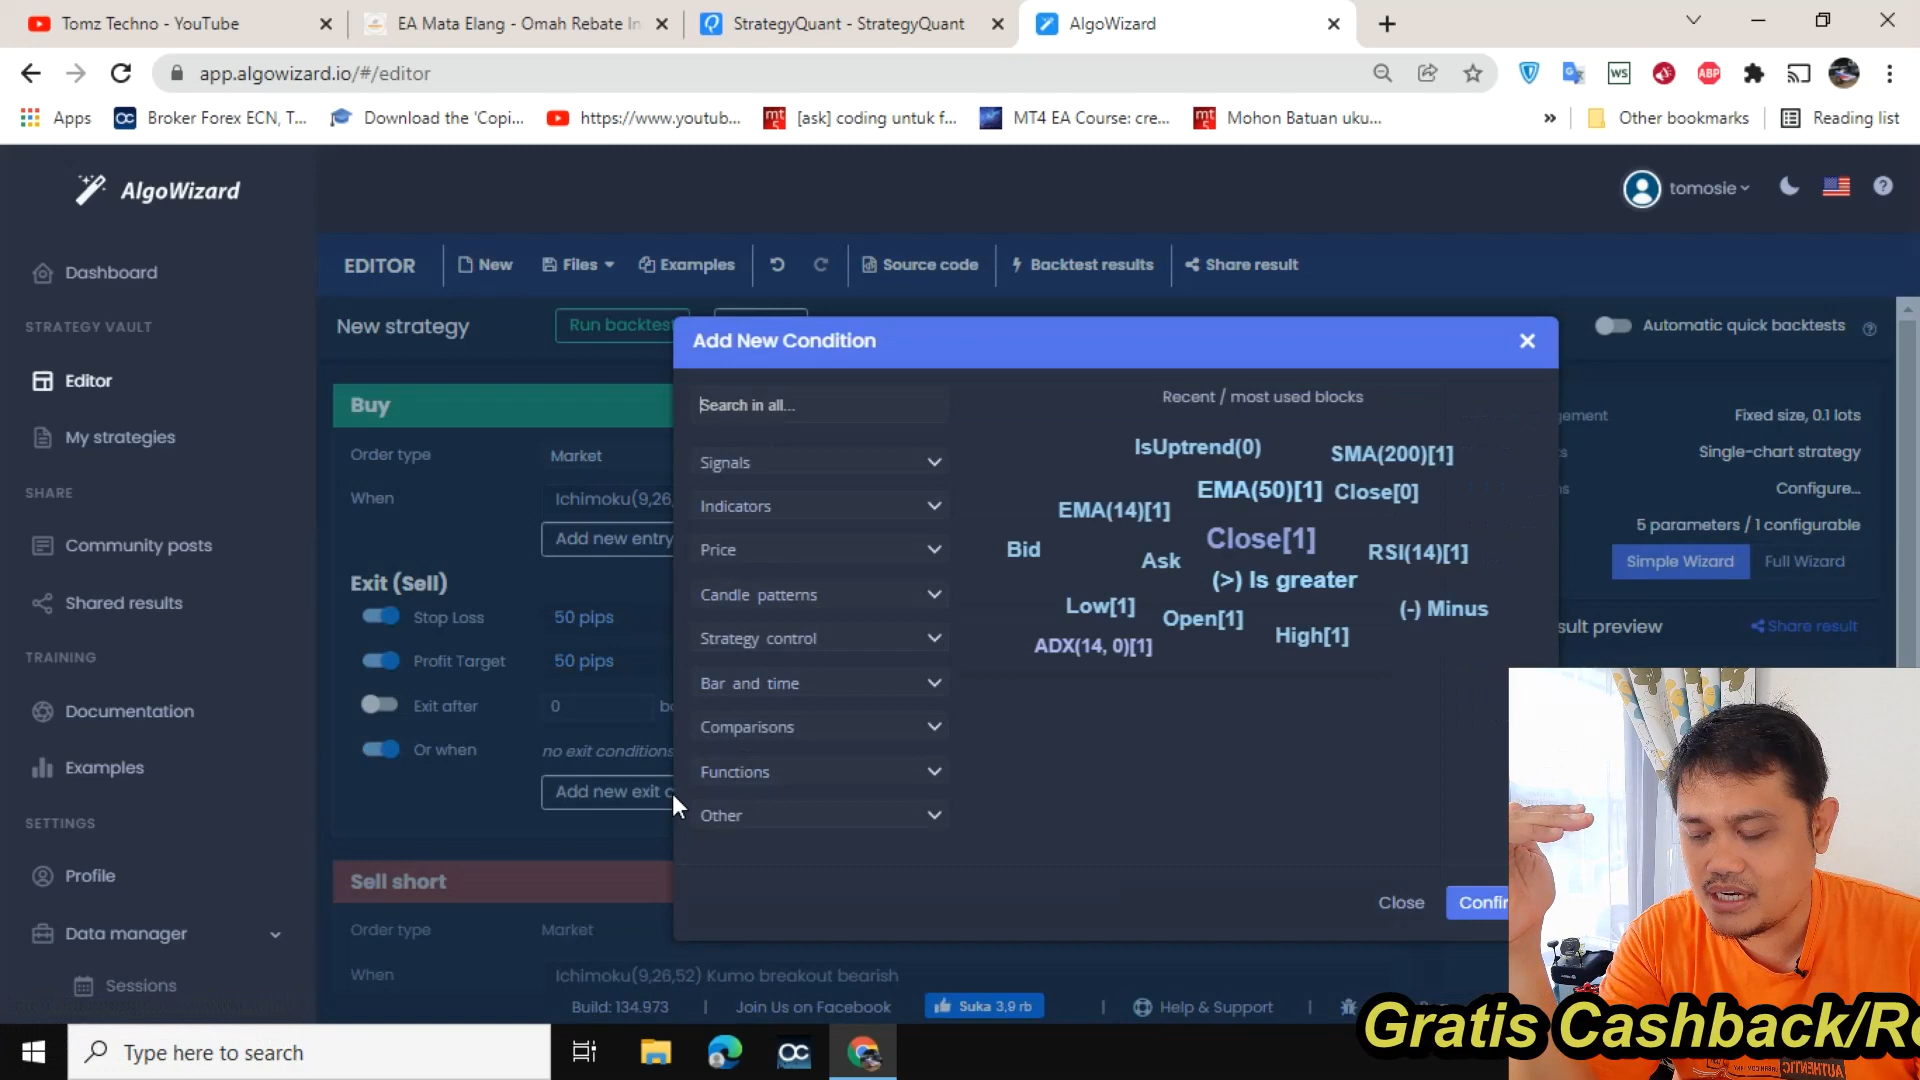 Tomz Techno - YouTube
EA Mata Elang - Omah Rebate In
StrategyQuant - StrategyQuant
AlgoWizard
app.algowizard.io/#/editor
Apps
Broker Forex ECN, T...
Download the 'Copi...
https://www.youtub...
[ask] coding untuk f...
MT4 EA Course: cre...
Mohon Batuan uku...
Other bookmarks
Reading list
AlgoWizard
tomosie
Dashboard
STRATEGY VAULT
Editor
My strategies
SHARE
Community posts
Shared results
TRAINING
Documentation
Examples
SETTINGS
Profile
Data manager
Sessions
EDITOR
New
Files
Examples
Source code
Backtest results
Share result
New strategy
Run backtest
Automatic quick backtests
Buy
Order type
Market
When
Ichimoku(9,26,
Add new entry
Exit (Sell)
Stop Loss
50 pips
Profit Target
50 pips
Exit after
0
Or when
no exit conditions
Add new exit c
Sell short
Order type
Market
When
Ichimoku(9,26,52) Kumo breakout bearish
Add New Condition
Search in all...
Signals
Indicators
Price
Candle patterns
Strategy control
Bar and time
Comparisons
Functions
Other
Recent / most used blocks
IsUptrend(0)
SMA(200)[1]
EMA(50)[1]
Close[0]
EMA(14)[1]
Close[1]
Bid
Ask
RSI(14)[1]
(>) Is greater
Low[1]
Open[1]
(-) Minus
High[1]
ADX(14, 0)[1]
Close
Confir
Fixed size, 0.1 lots
Single-chart strategy
Configure...
5 parameters / 1 configurable
Simple Wizard
Full Wizard
sult preview
Share result
Build: 134.973
Join Us on Facebook
Suka 3,9 rb
Help & Support
Gratis Cashback/Re
Type here to search